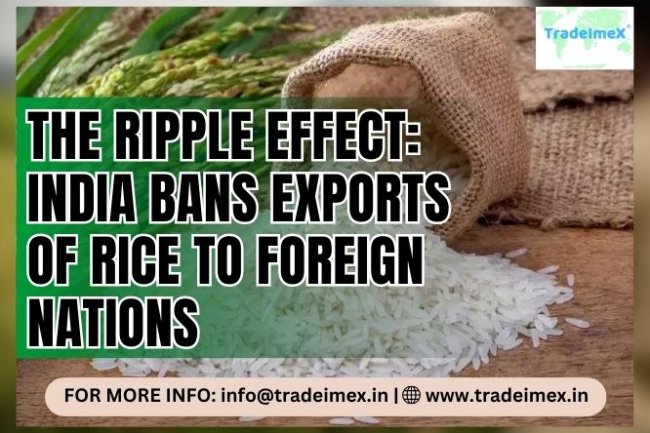 TradeImeX
THE RIPPLE EFFECT:
INDIA BANS EXPORTS
OF RICE TO FOREIGN
NATIONS
FOR MORE INFO: info@tradeimex.in | www.tradeimex.in